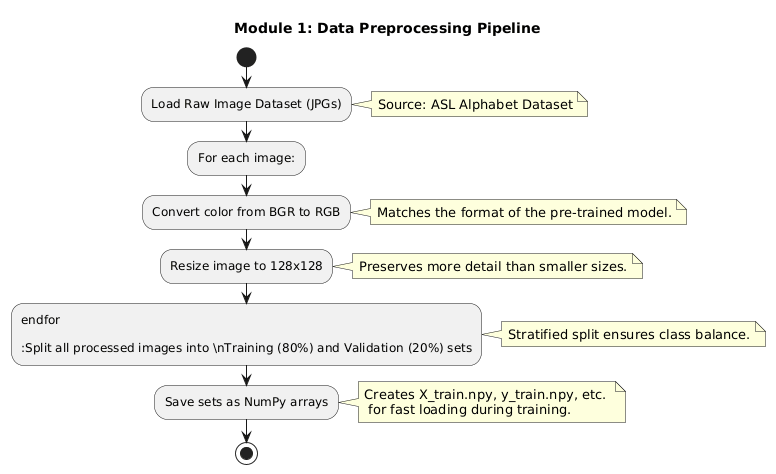 Module 1: Data Preprocessing Pipeline
Load Raw Image Dataset (JPGs)
Source: ASL Alphabet Dataset
For each image:
Convert color from BGR to RGB
Matches the format of the pre-trained model.
Resize image to 128x128
Preserves more detail than smaller sizes.
endfor
:Split all processed images into \nTraining (80%) and Validation (20%) sets
Stratified split ensures class balance.
Save sets as NumPy arrays
Creates X_train.npy, y_train.npy, etc.
for fast loading during training.